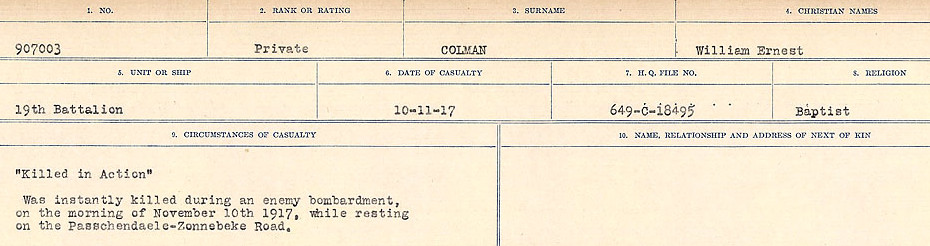 1. NO. 2. RANK OR RATING 3. SURNAME 4. CHRISTIAN NAMES
907003 Private COLMAN William Ernest
5. UNIT OR SHIP 6. DATE OF CASUALTY 7. H. Q. FILE NO. 8. RELIGION
19th Battalion 10-11-17 649-C-18495 Baptist
9. CIRCUMSTANCES OF CASUALTY 10. NAME, RELATIONSHIP AND ADDRESS OF NEXT OF KIN
"Killed in Action"
Was instantly killed during an enemy bombardment,
on the morning of November 10th 1917, while resting
on the Passchendaele-Zonnebeke Road.